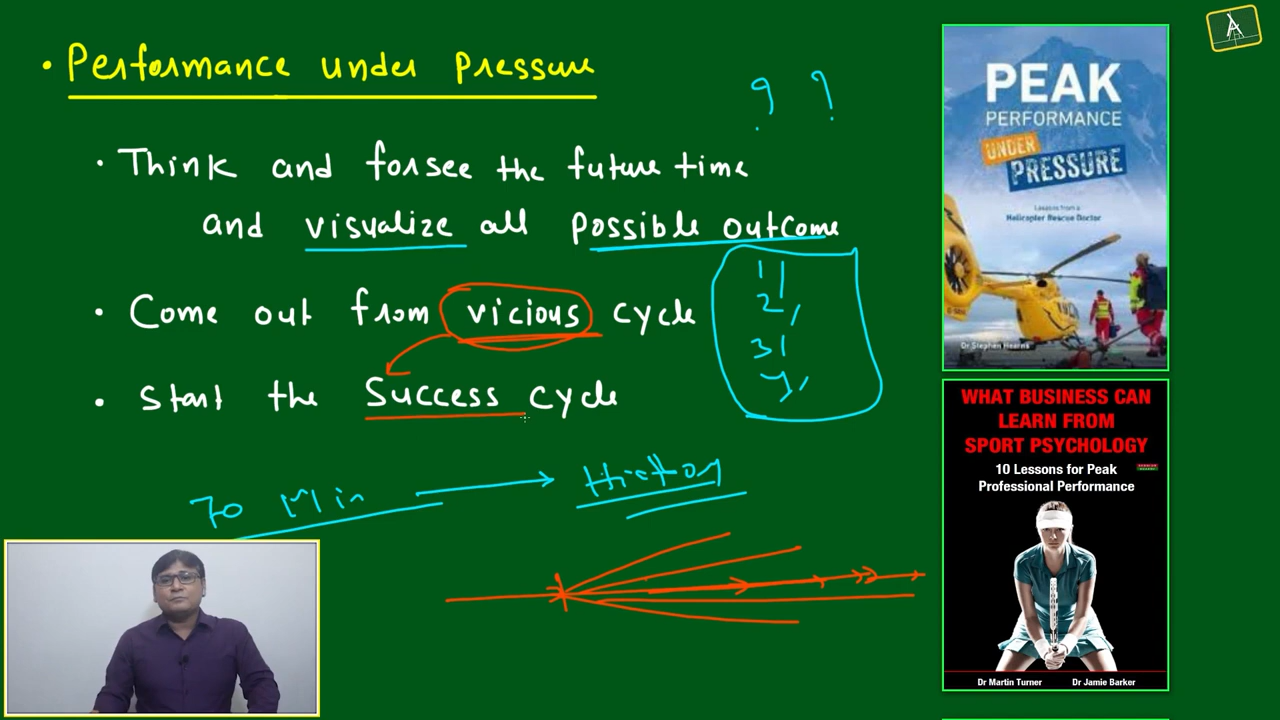 • Performance under pressure
? ?
• Think and forsee the future time
and visualize all possible outcome
• Come out from vicious cycle
• Start the Success cycle
1
2,
3
4,
70 Min → History
A
PEAK
PERFORMANCE
UNDER
PRESSURE
Lessons from a
Helicopter Rescue Doctor
Dr Stephen Hearns
WHAT BUSINESS CAN
LEARN FROM
SPORT PSYCHOLOGY
10 Lessons for Peak
Professional Performance
Dr Martin Turner Dr Jamie Barker